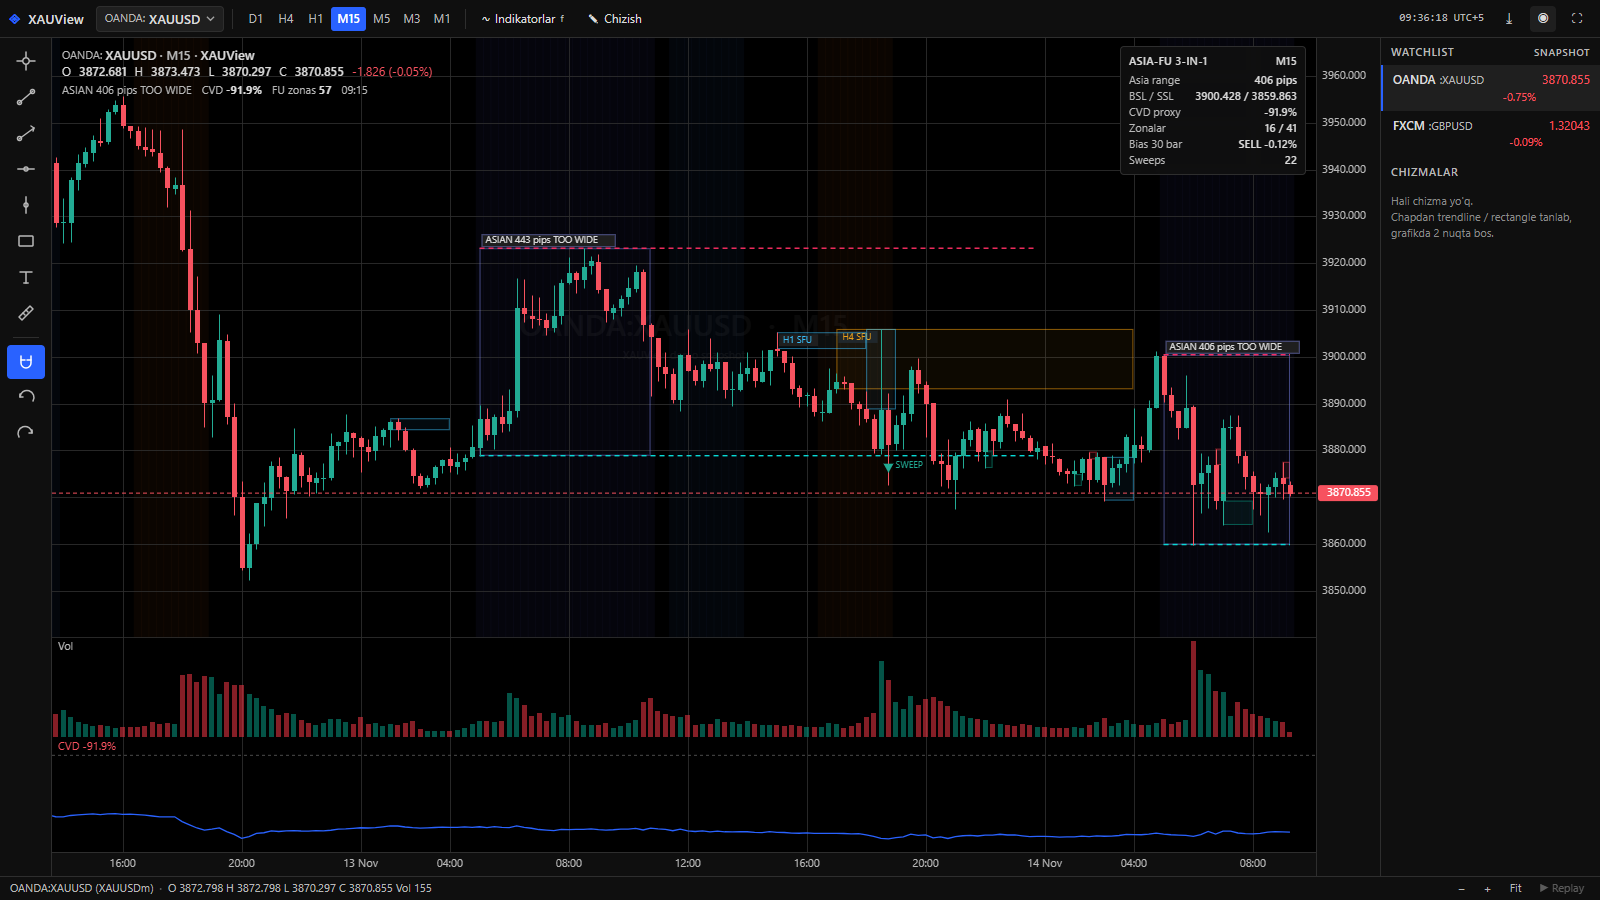 XAUView
OANDA: XAUUSD
D1 H4 H1 M15 M5 M3 M1
Indikatorlar f
Chizish
09:36:18 UTC+5
OANDA: XAUUSD · M15 · XAUView
O 3872.681 H 3873.473 L 3870.297 C 3870.855 -1.826 (-0.05%)
ASIAN 406 pips TOO WIDE CVD -91.9% FU zonas 57 09:15
ASIA-FU 3-IN-1 M15
Asia range 406 pips
BSL / SSL 3900.428 / 3859.863
CVD proxy -91.9%
Zonalar 16 / 41
Bias 30 bar SELL -0.12%
Sweeps 22
WATCHLIST SNAPSHOT
OANDA :XAUUSD 3870.855
-0.75%
FXCM :GBPUSD 1.32043
-0.09%
CHIZMALAR
Hali chizma yo'q.
Chapdan trendline / rectangle tanlab,
grafikda 2 nuqta bos.
3960.000
3950.000
3940.000
3930.000
3920.000
3910.000
3900.000
3890.000
3880.000
3870.855
3860.000
3850.000
ASIAN 443 pips TOO WIDE
OANDA:XAUUSD · M15
H1 SFU
H4 SFU
ASIAN 406 pips TOO WIDE
SWEEP
Vol
CVD -91.9%
16:00 20:00 13 Nov 04:00 08:00 12:00 16:00 20:00 14 Nov 04:00 08:00
OANDA:XAUUSD (XAUUSDm) · O 3872.798 H 3872.798 L 3870.297 C 3870.855 Vol 155
− + Fit Replay